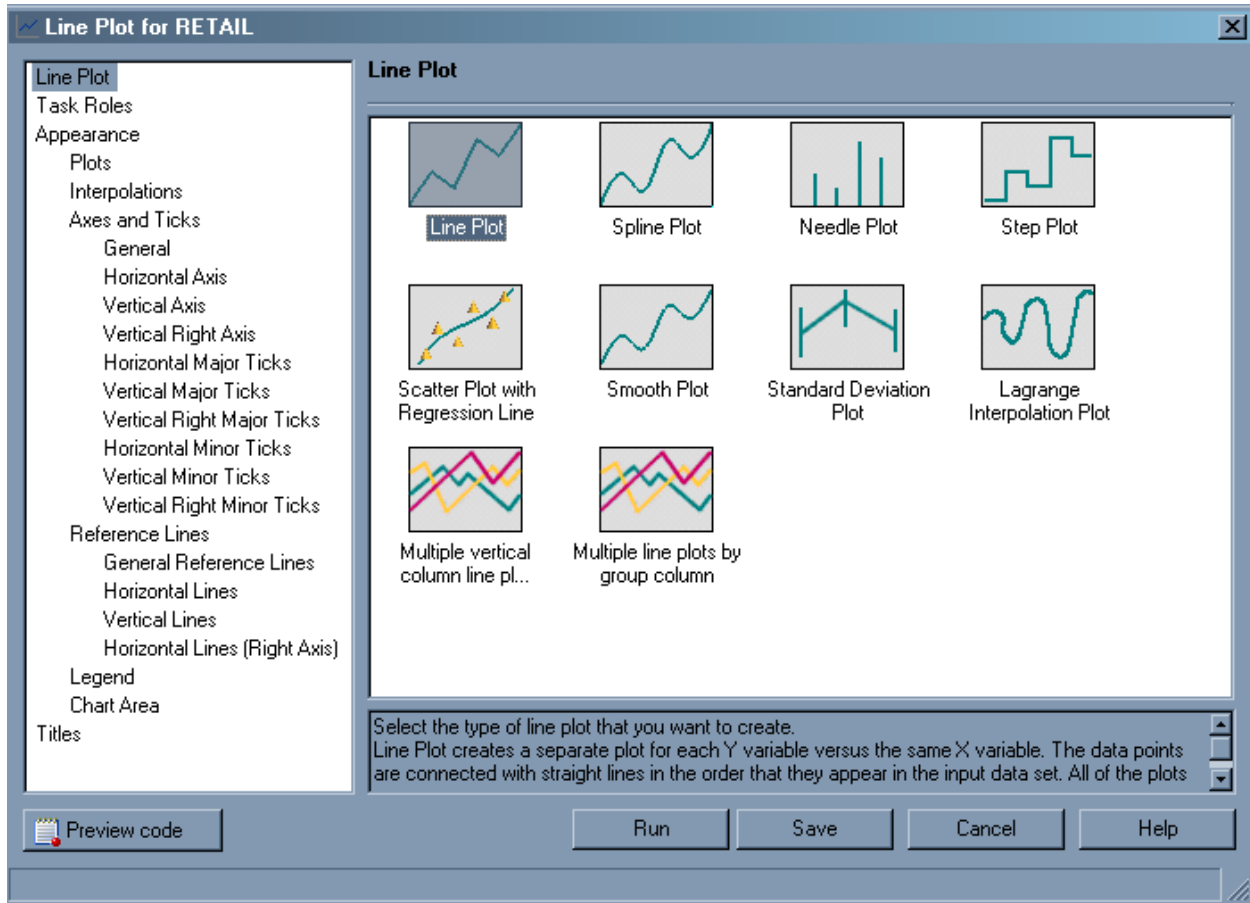 Line Plot for RETAIL
Line Plot
Task Roles
Appearance
Plots
Interpolations
Axes and Ticks
General
Horizontal Axis
Vertical Axis
Vertical Right Axis
Horizontal Major Ticks
Vertical Major Ticks
Vertical Right Major Ticks
Horizontal Minor Ticks
Vertical Minor Ticks
Vertical Right Minor Ticks
Reference Lines
General Reference Lines
Horizontal Lines
Vertical Lines
Horizontal Lines (Right Axis)
Legend
Chart Area
Titles
Line Plot
Line Plot
Spline Plot
Needle Plot
Step Plot
Scatter Plot with
Regression Line
Smooth Plot
Standard Deviation
Plot
Lagrange
Interpolation Plot
Multiple vertical
column line pl...
Multiple line plots by
group column
Select the type of line plot that you want to create.
Line Plot creates a separate plot for each Y variable versus the same X variable. The data points
are connected with straight lines in the order that they appear in the input data set. All of the plots
Preview code
Run
Save
Cancel
Help